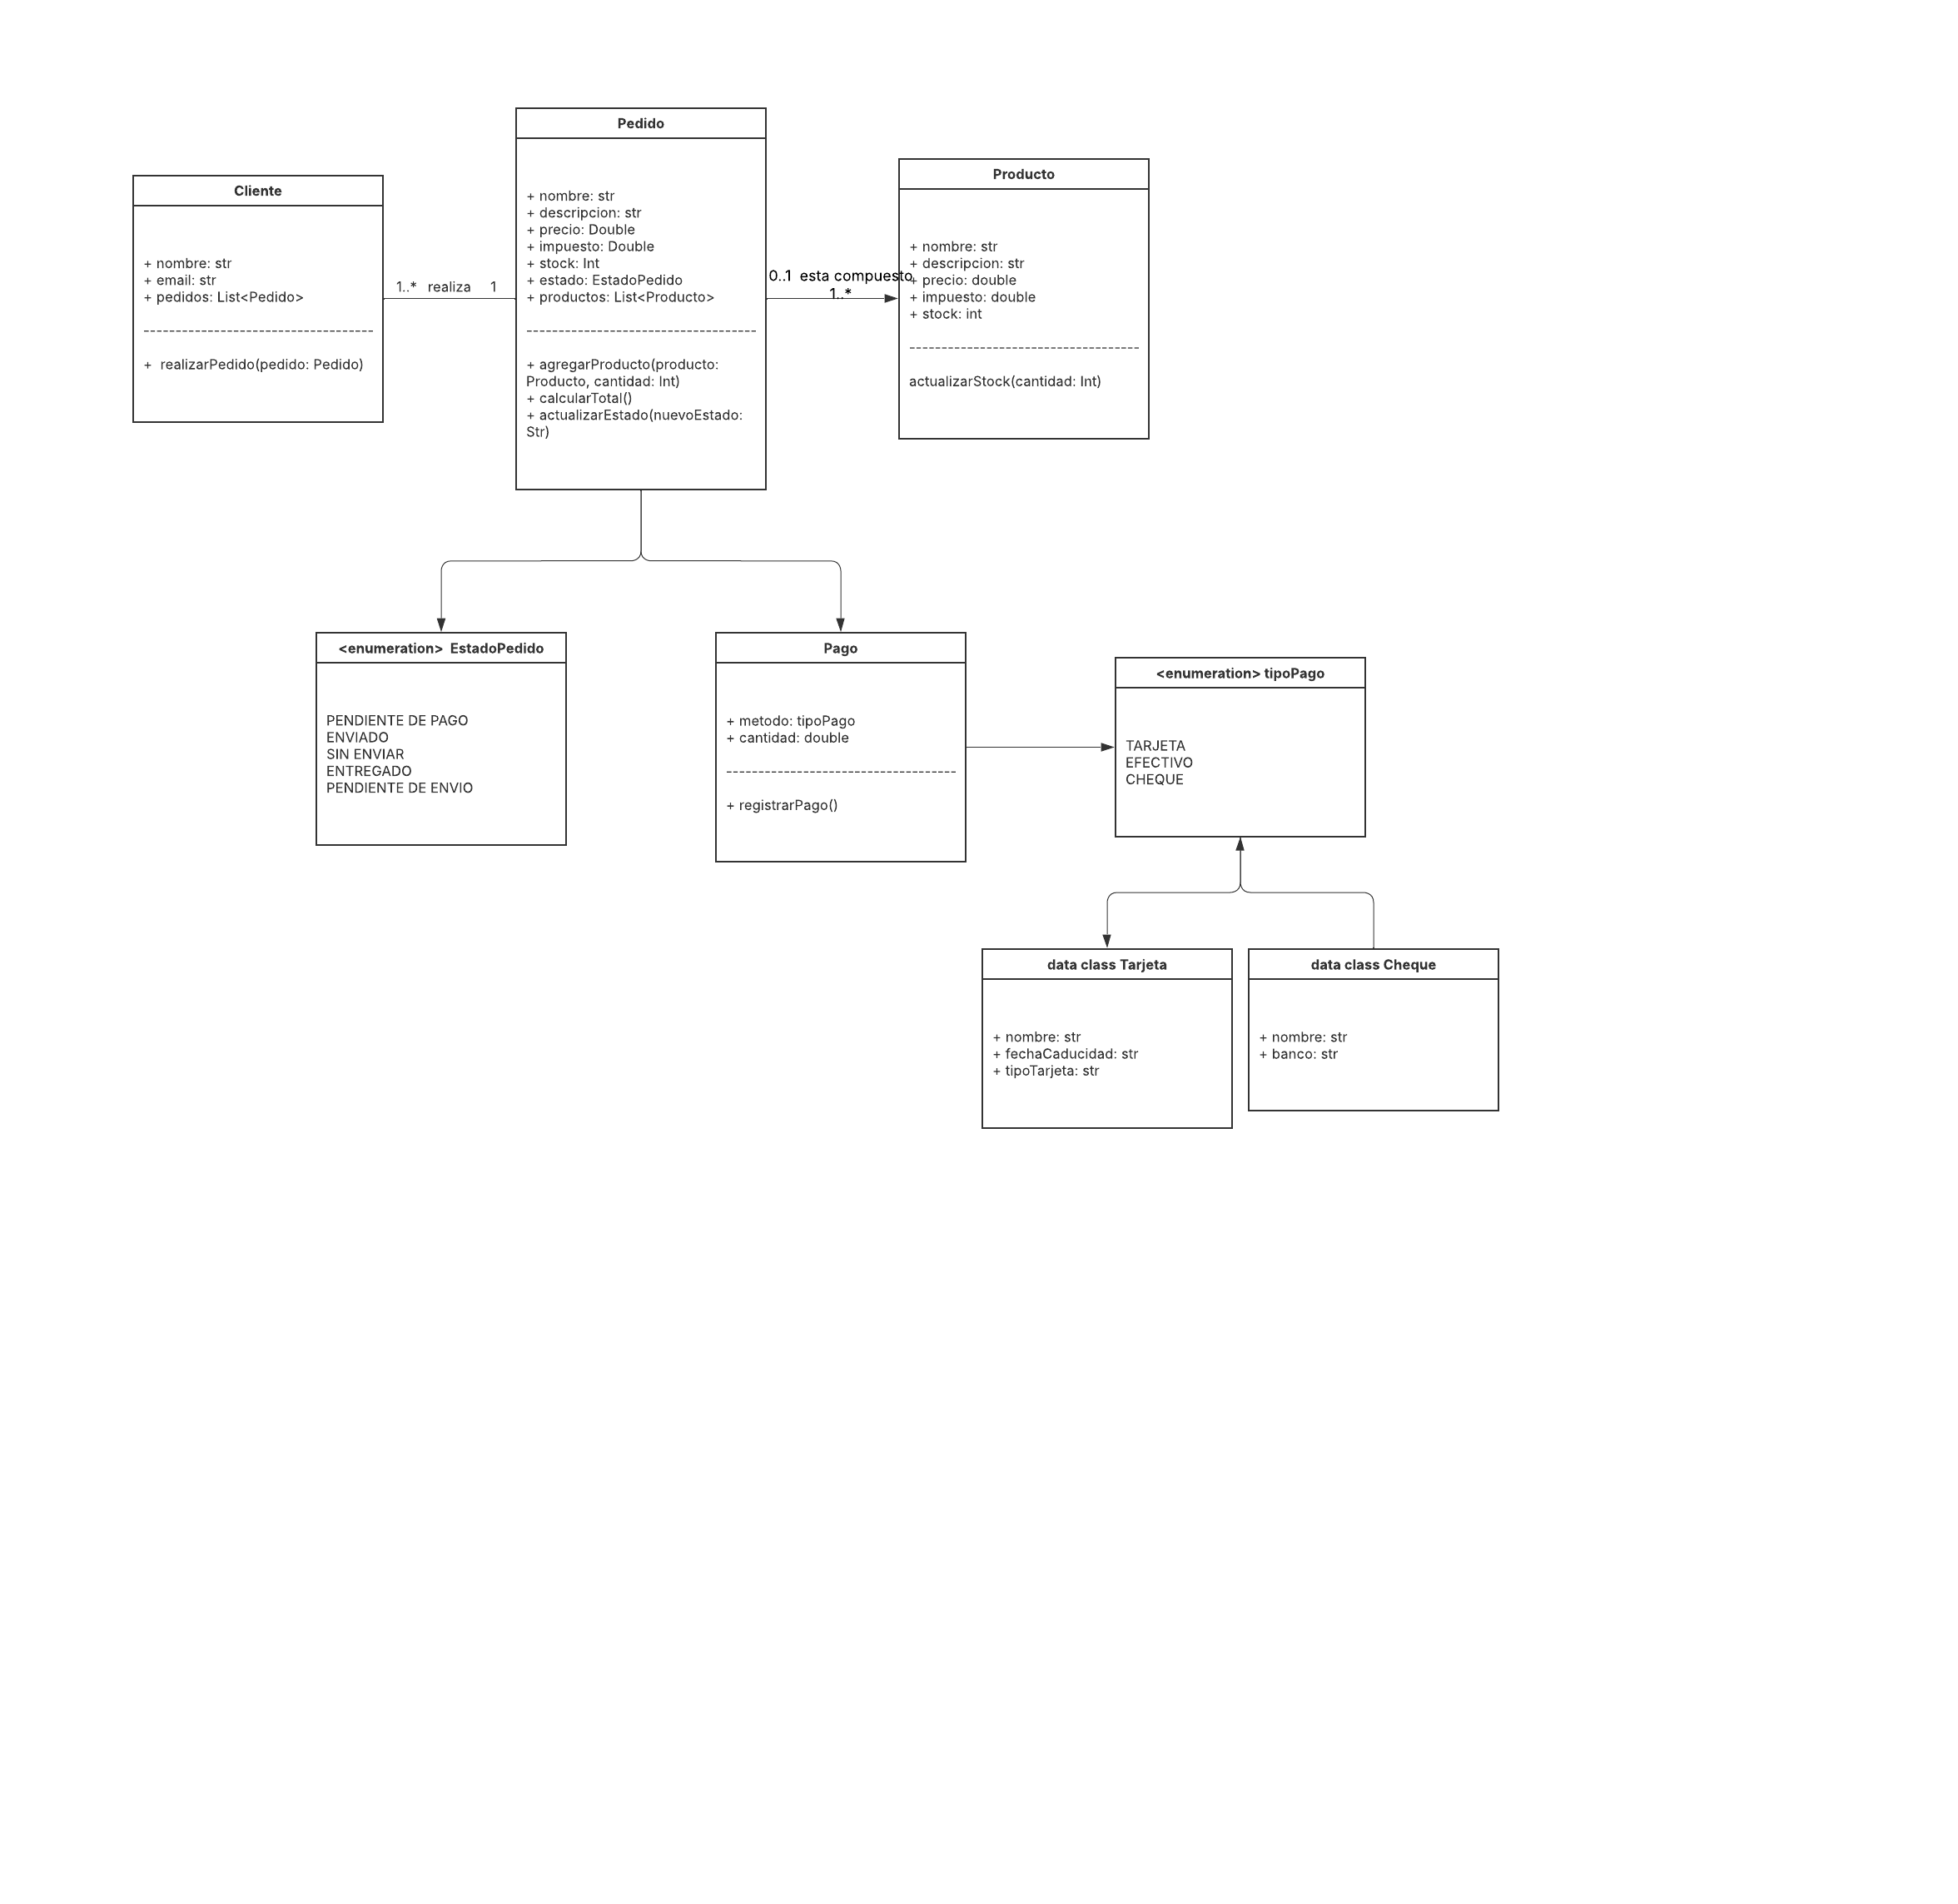 Pedido
+ nombre: str
+ descripcion: str
+ precio: Double
+ impuesto: Double
+ stock: Int
+ estado: EstadoPedido
+ productos: List<Producto>
------------------------------------
+ agregarProducto(producto:
Producto, cantidad: Int)
+ calcularTotal()
+ actualizarEstado(nuevoEstado:
Str)
Producto
+ nombre: str
+ descripcion: str
+ precio: double
+ impuesto: double
+ stock: int
------------------------------------
actualizarStock(cantidad: Int)
Cliente
+ nombre: str
+ email: str
+ pedidos: List<Pedido>
------------------------------------
+  realizarPedido(pedido: Pedido)
1..*  realiza  1
0..1  esta compuesto
1..*
<enumeration>  EstadoPedido
PENDIENTE DE PAGO
ENVIADO
SIN ENVIAR
ENTREGADO
PENDIENTE DE ENVIO
Pago
+ metodo: tipoPago
+ cantidad: double
------------------------------------
+ registrarPago()
<enumeration> tipoPago
TARJETA
EFECTIVO
CHEQUE
data class Tarjeta
+ nombre: str
+ fechaCaducidad: str
+ tipoTarjeta: str
data class Cheque
+ nombre: str
+ banco: str